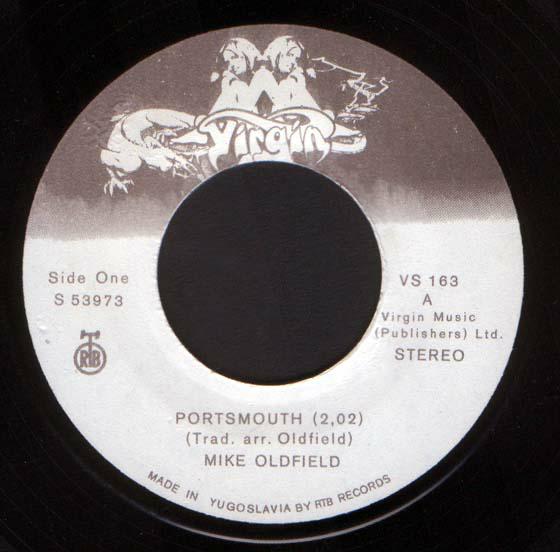 Virgin
Side One
S 53973
VS 163
A
Virgin Music
(Publishers) Ltd.
STEREO
RTB
PORTSMOUTH (2,02)
(Trad. arr. Oldfield)
MIKE OLDFIELD
MADE IN YUGOSLAVIA BY RTB RECORDS